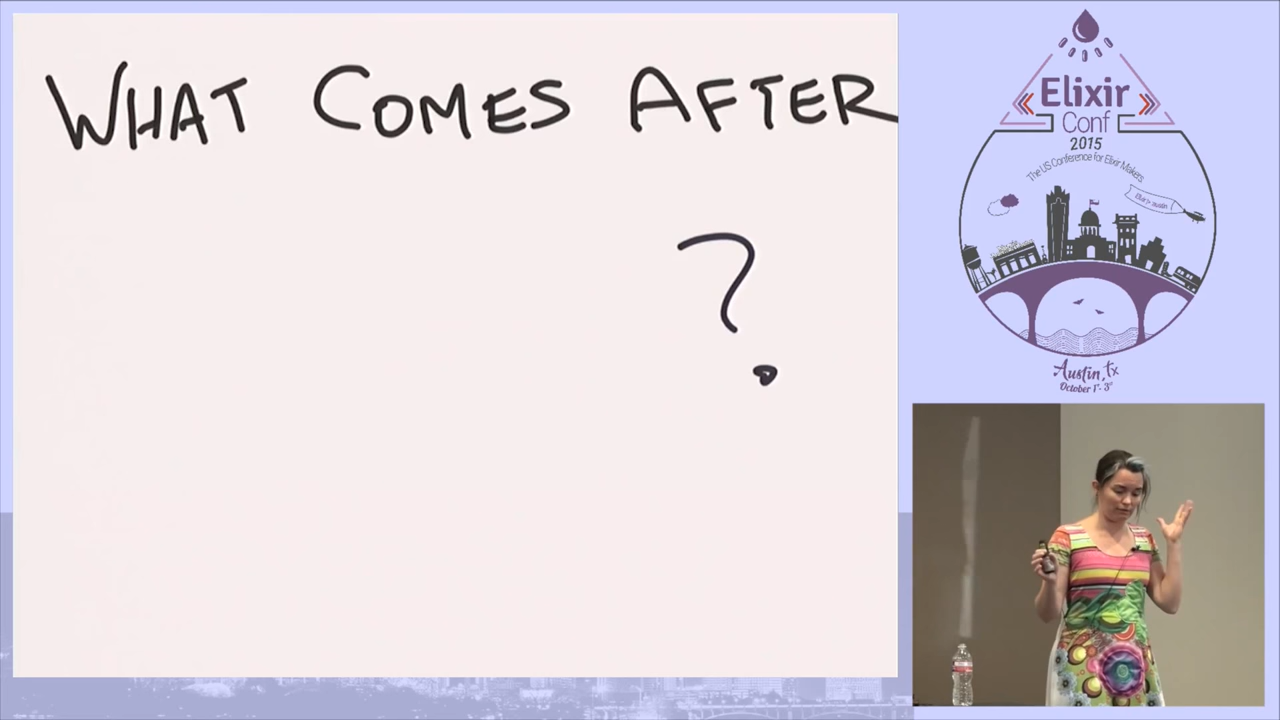 WHAT COMES AFTER
?
Elixir
Conf
2015
The US Conference for Elixir Makers
Austin, tx
October 1st - 3rd